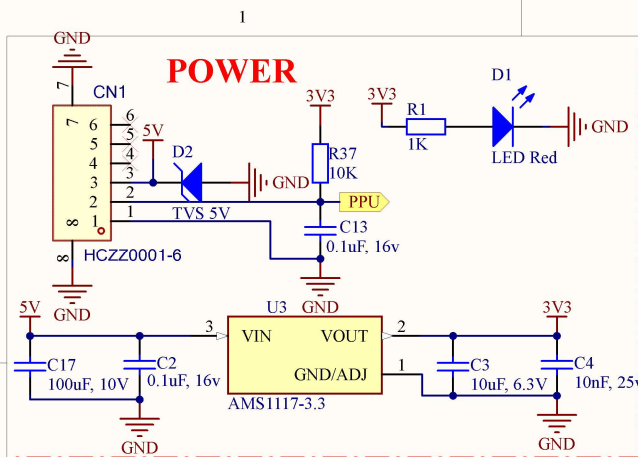 1
GND
POWER
7
CN1
D1
3V3
3V3
7
6
6
5V
R1
GND
5
5
D2
R37
1K
LED Red
4
4
10K
3
3
GND
2
2
PPU
1
1
TVS 5V
C13
8
0.1uF, 16v
8
HCZZ0001-6
GND
GND
5V
U3
3V3
3
VIN
VOUT
2
C17
C2
C3
C4
100uF, 10V
0.1uF, 16v
GND/ADJ
1
10uF, 6.3V
10nF, 25v
AMS1117-3.3
GND
GND